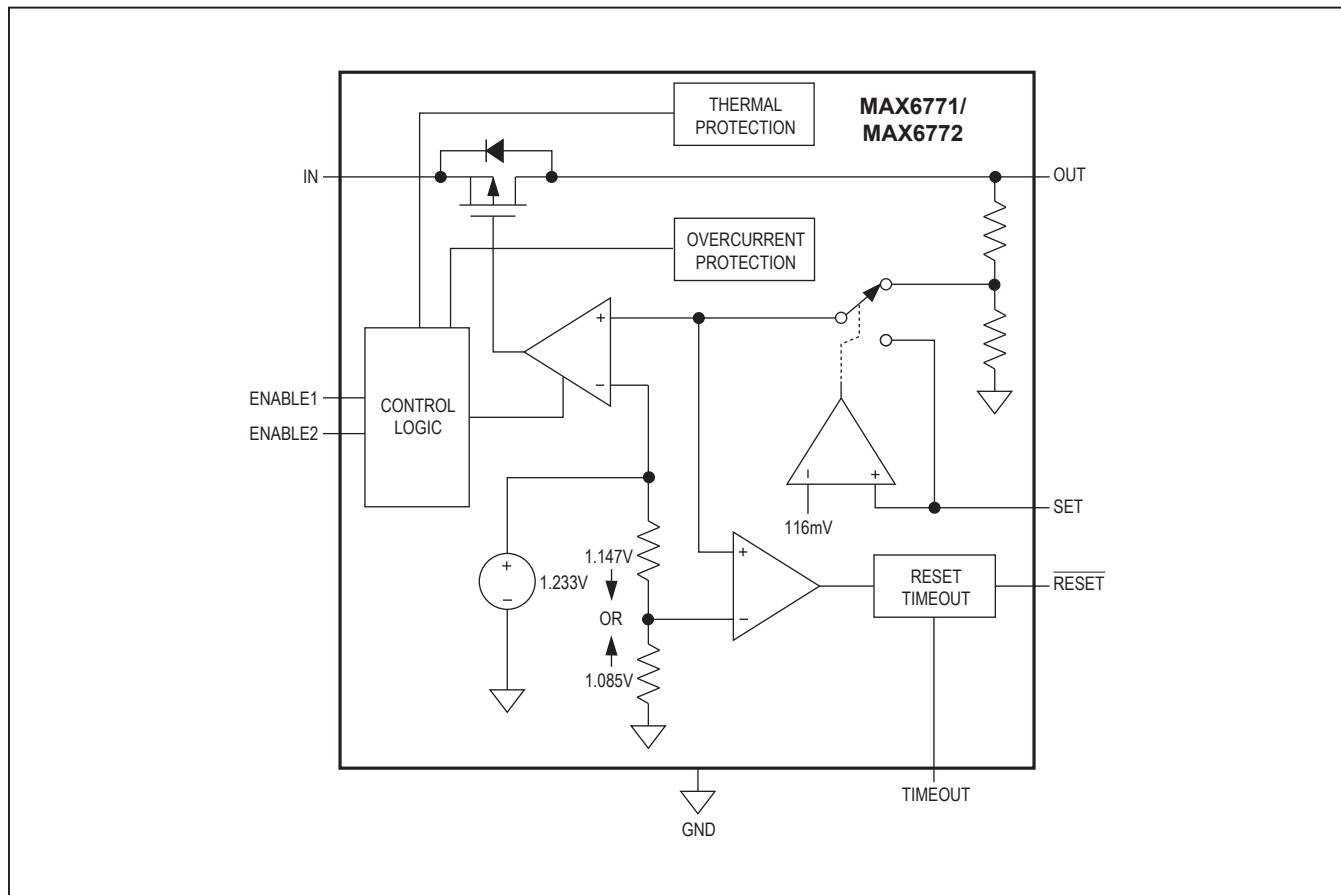 THERMAL
PROTECTION
MAX6771/
MAX6772
IN
OUT
OVERCURRENT
PROTECTION
+
−
ENABLE1
ENABLE2
CONTROL
LOGIC
− +
116mV
SET
+
−
1.233V
1.147V
OR
1.085V
+
−
RESET
TIMEOUT
RESET
TIMEOUT
GND